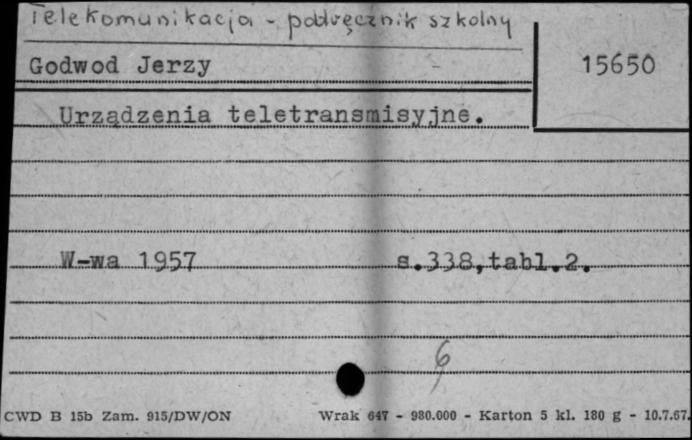 Telekomunikacja - podręcznik szkolny
Godwod Jerzy
15650
Urządzenia teletransmisyjne.
W-wa 1957 s.338,tabl.2.
6
CWD B 15b Zam. 915/DW/ON Wrak 647 - 980.000 - Karton 5 kl. 180 g - 10.7.67.